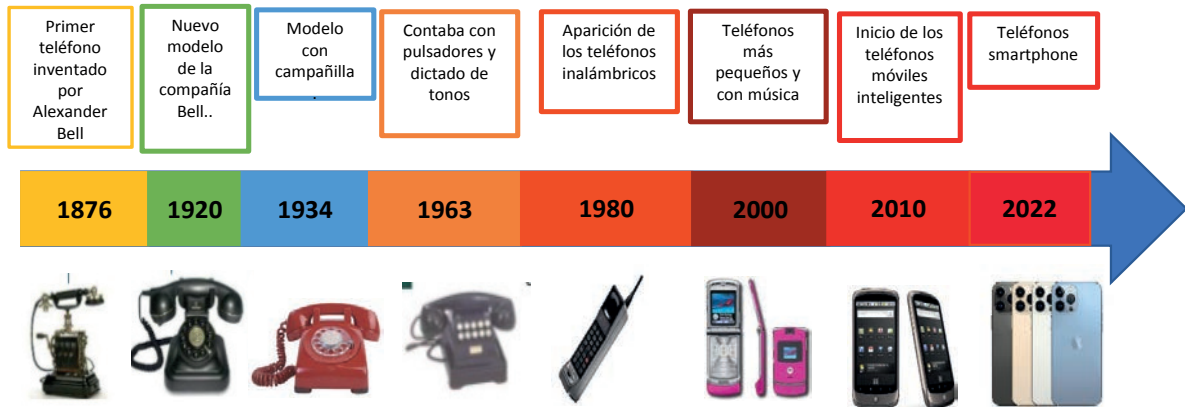 Primer
teléfono
inventado
por
Alexander
Bell
Nuevo
modelo
de la
compañía
Bell..
Modelo
con
campañilla
.
Contaba con
pulsadores y
dictado de
tonos
Aparición de
los teléfonos
inalámbricos
Teléfonos
más
pequeños y
con música
Inicio de los
teléfonos
móviles
inteligentes
Teléfonos
smartphone
1876
1920
1934
1963
1980
2000
2010
2022